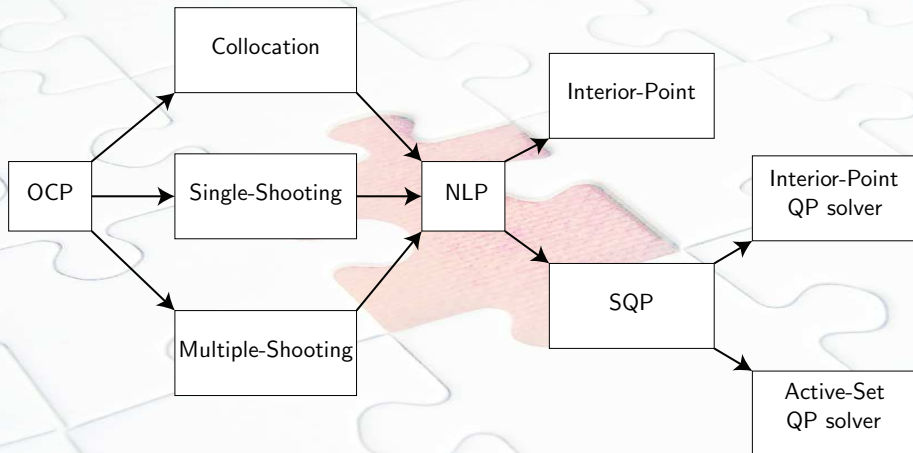 Collocation
Interior-Point
OCP
Single-Shooting
NLP
Interior-Point
QP solver
SQP
Multiple-Shooting
Active-Set
QP solver